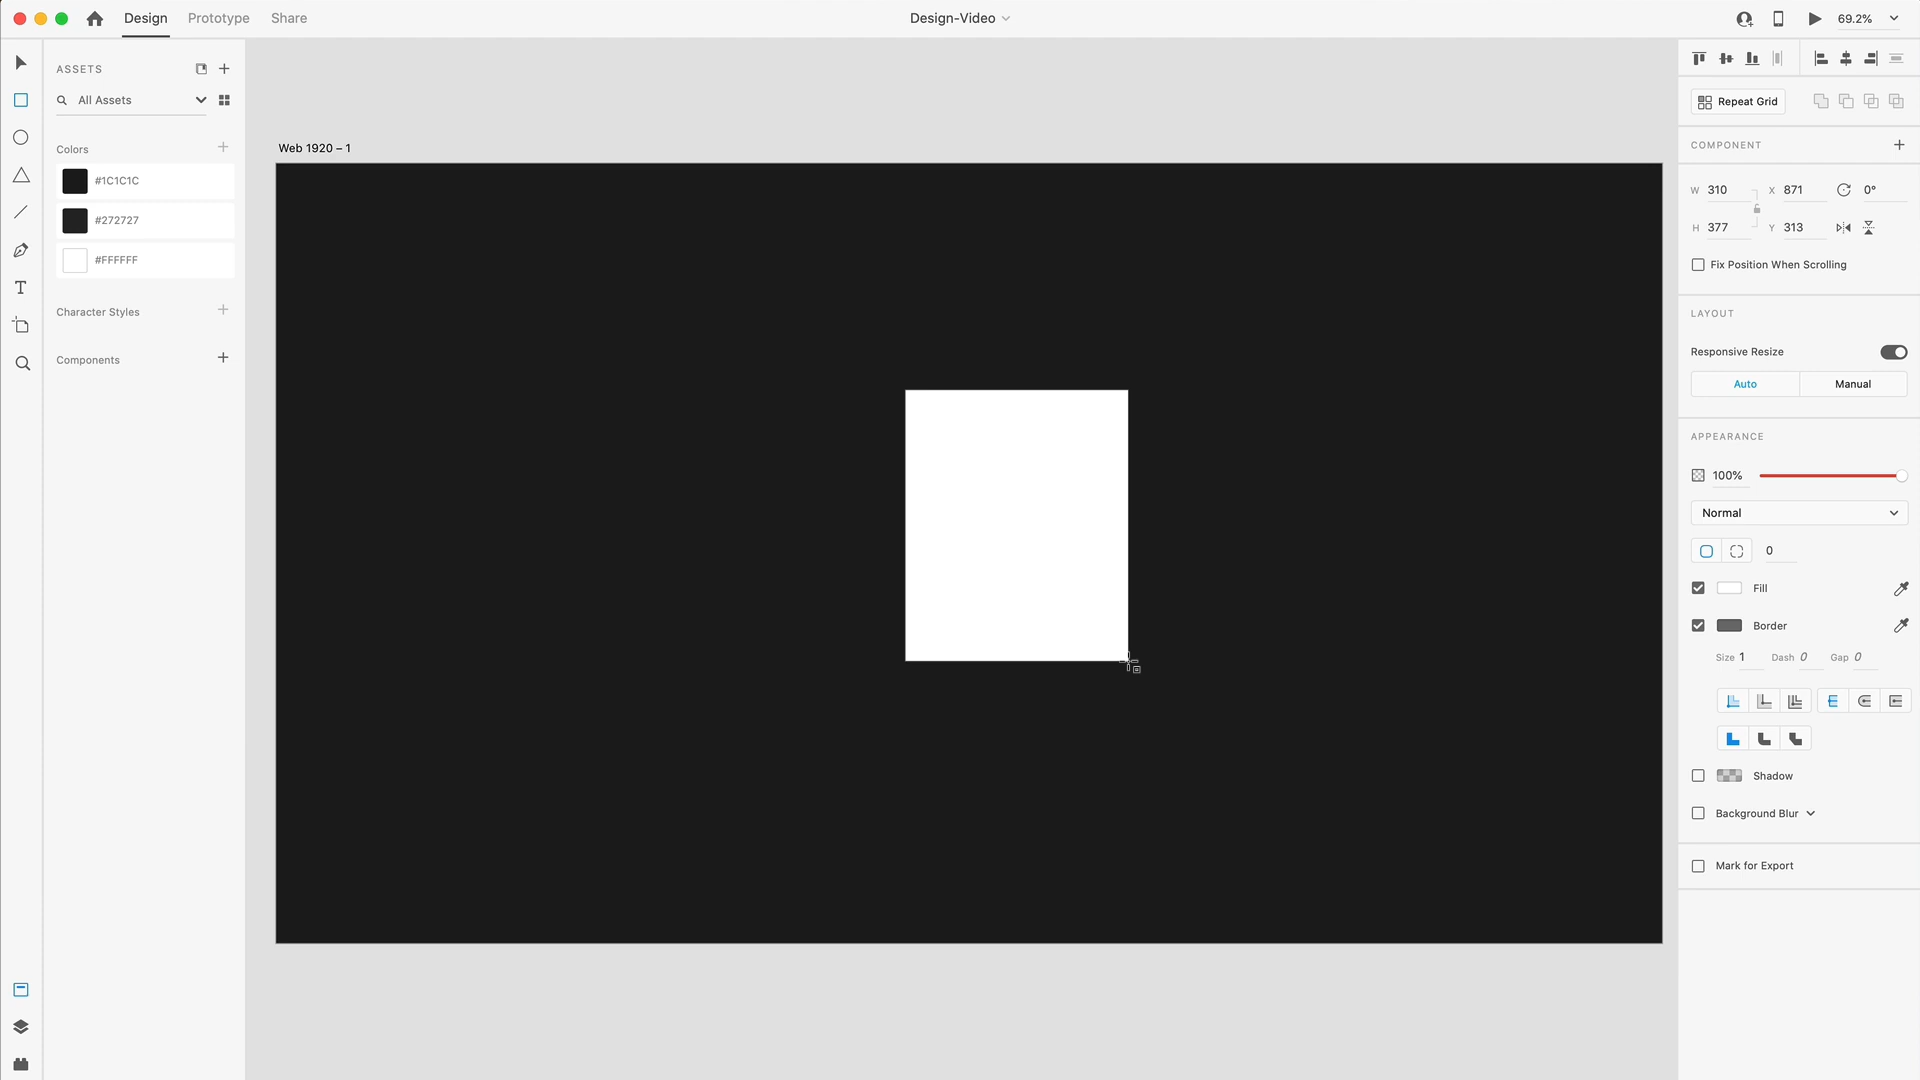 Design Prototype Share Design-Video 69.2%
ASSETS
All Assets
Colors
#1C1C1C
#272727
#FFFFFF
Character Styles
Components
Web 1920 – 1
Repeat Grid
COMPONENT
W 310 X 871 0°
H 377 Y 313
Fix Position When Scrolling
LAYOUT
Responsive Resize
Auto Manual
APPEARANCE
100%
Normal
0
Fill
Border
Size 1 Dash 0 Gap 0
Shadow
Background Blur
Mark for Export